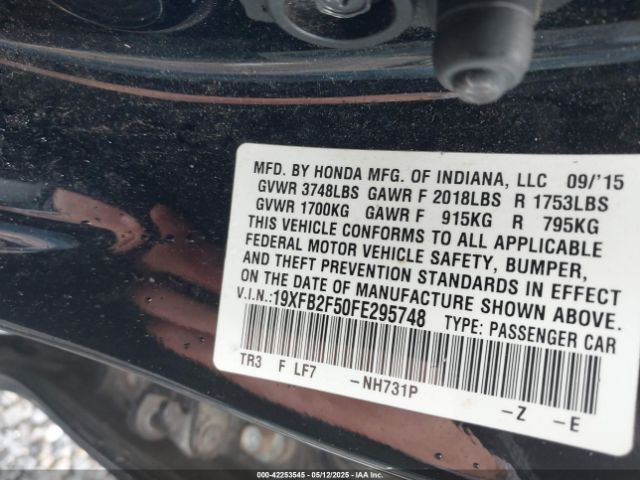 MFD. BY HONDA MFG. OF INDIANA, LLC 09/'15
GVWR 3748LBS GAWR F 2018LBS R 1753LBS
GVWR 1700KG GAWR F 915KG R 795KG
THIS VEHICLE CONFORMS TO ALL APPLICABLE
FEDERAL MOTOR VEHICLE SAFETY, BUMPER,
AND THEFT PREVENTION STANDARDS IN EFFECT
ON THE DATE OF MANUFACTURE SHOWN ABOVE.
V.I.N.:19XFB2F50FE295748 TYPE: PASSENGER CAR
TR3 F LF7 -NH731P -Z -E
000-42253545 - 05/12/2025 - COPYRIGHT IAA, LLC.